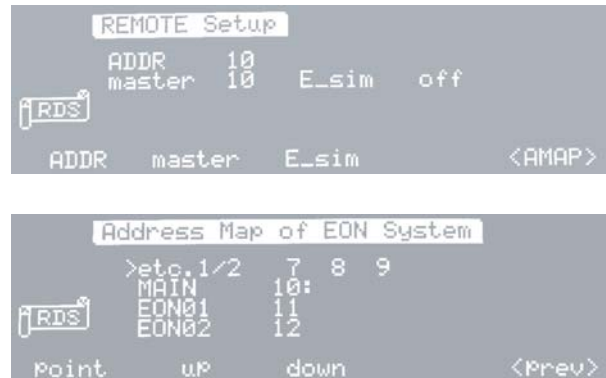 REMOTE Setup
ADDR 10
master 10 E_sim off
RDS
ADDR master E_sim <AMAP>
Address Map of EON System
>etc.1/2 7 8 9
MAIN 10:
EON01 11
RDS
EON02 12
point up down <prev>